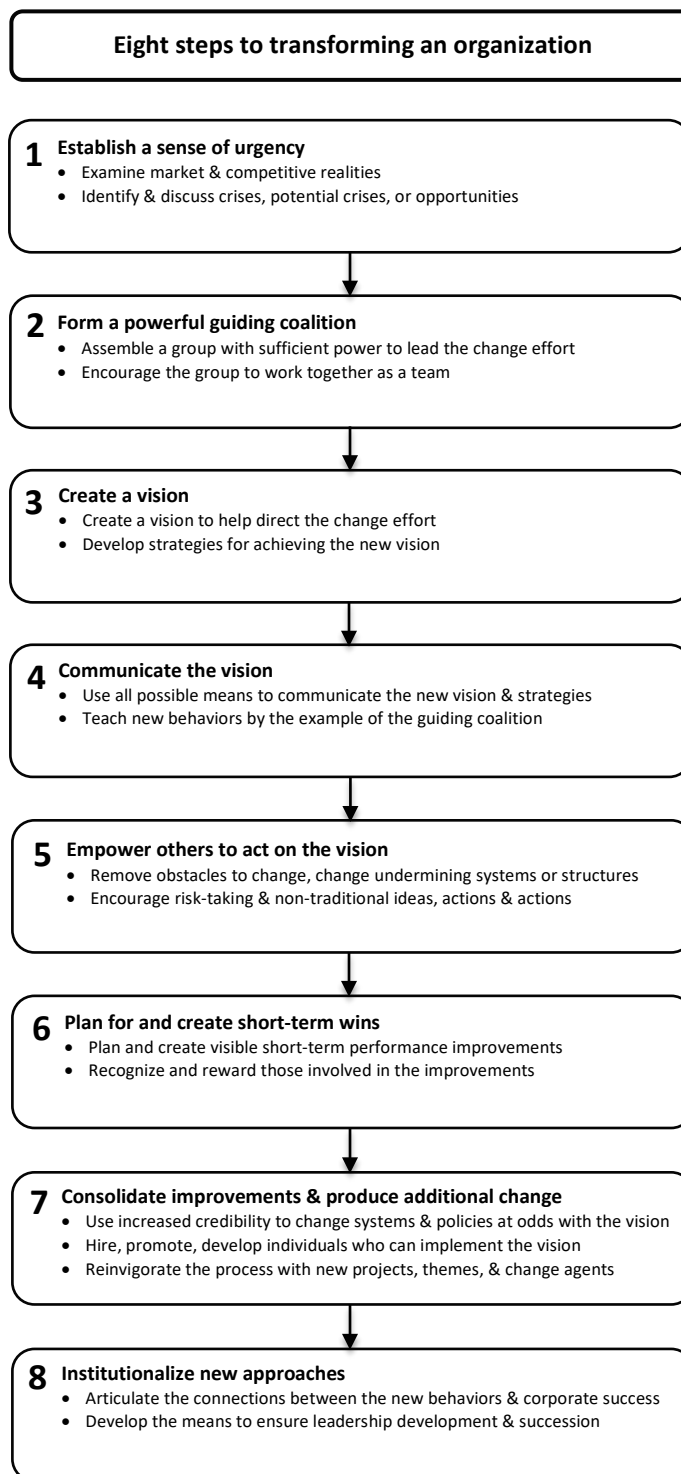 Eight steps to transforming an organization
1 Establish a sense of urgency
• Examine market & competitive realities
• Identify & discuss crises, potential crises, or opportunities
2 Form a powerful guiding coalition
• Assemble a group with sufficient power to lead the change effort
• Encourage the group to work together as a team
3 Create a vision
• Create a vision to help direct the change effort
• Develop strategies for achieving the new vision
4 Communicate the vision
• Use all possible means to communicate the new vision & strategies
• Teach new behaviors by the example of the guiding coalition
5 Empower others to act on the vision
• Remove obstacles to change, change undermining systems or structures
• Encourage risk-taking & non-traditional ideas, actions & actions
6 Plan for and create short-term wins
• Plan and create visible short-term performance improvements
• Recognize and reward those involved in the improvements
7 Consolidate improvements & produce additional change
• Use increased credibility to change systems & policies at odds with the vision
• Hire, promote, develop individuals who can implement the vision
• Reinvigorate the process with new projects, themes, & change agents
8 Institutionalize new approaches
• Articulate the connections between the new behaviors & corporate success
• Develop the means to ensure leadership development & succession